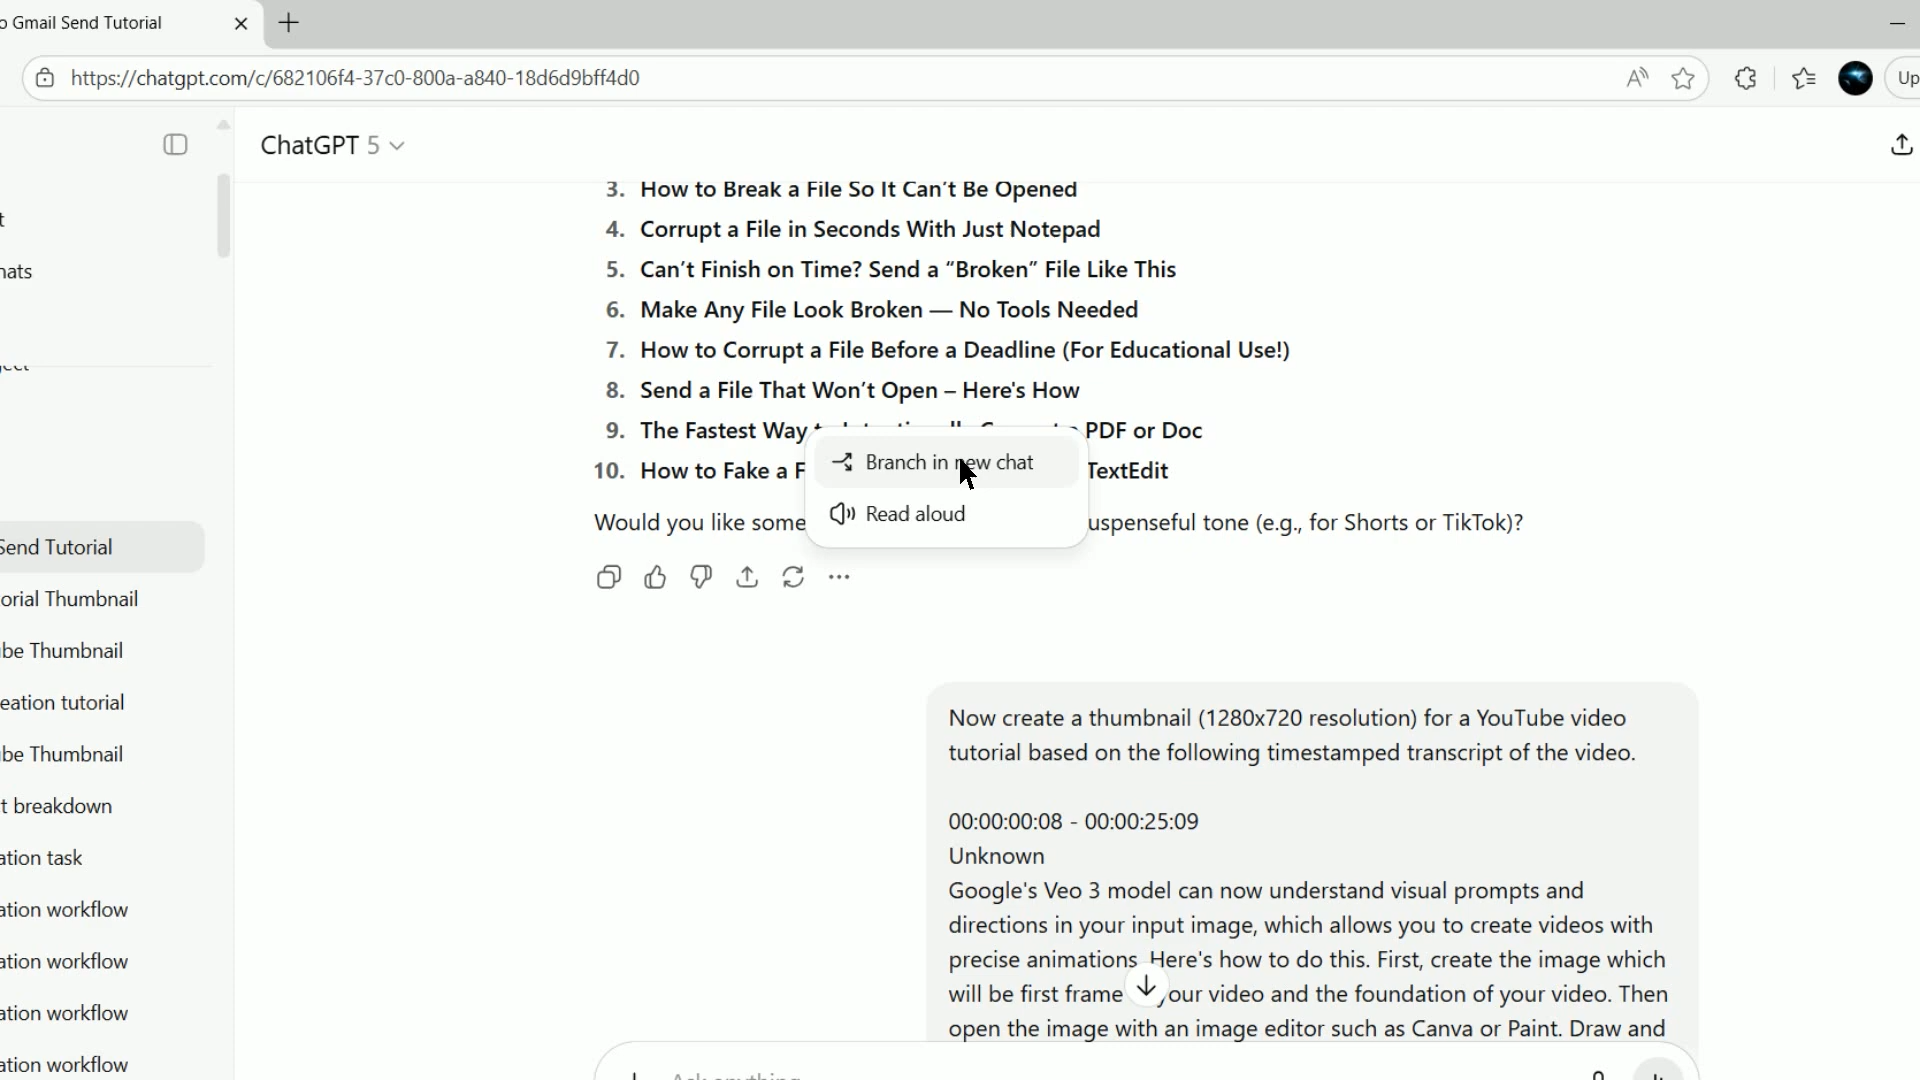 o Gmail Send Tutorial
https://chatgpt.com/c/682106f4-37c0-800a-a840-18d6d9bff4d0
Up
ChatGPT 5
t
hats
Send Tutorial
orial Thumbnail
be Thumbnail
eation tutorial
be Thumbnail
t breakdown
ation task
ation workflow
ation workflow
ation workflow
ation workflow
3. How to Break a File So It Can't Be Opened
4. Corrupt a File in Seconds With Just Notepad
5. Can't Finish on Time? Send a “Broken” File Like This
6. Make Any File Look Broken — No Tools Needed
7. How to Corrupt a File Before a Deadline (For Educational Use!)
8. Send a File That Won't Open – Here's How
9. The Fastest Way PDF or Doc
10. How to Fake a F TextEdit
Branch in new chat
Read aloud
Would you like some uspenseful tone (e.g., for Shorts or TikTok)?
Now create a thumbnail (1280x720 resolution) for a YouTube video
tutorial based on the following timestamped transcript of the video.
00:00:00:08 - 00:00:25:09
Unknown
Google's Veo 3 model can now understand visual prompts and
directions in your input image, which allows you to create videos with
precise animations Here's how to do this. First, create the image which
will be first frame your video and the foundation of your video. Then
open the image with an image editor such as Canva or Paint. Draw and
Ask anything